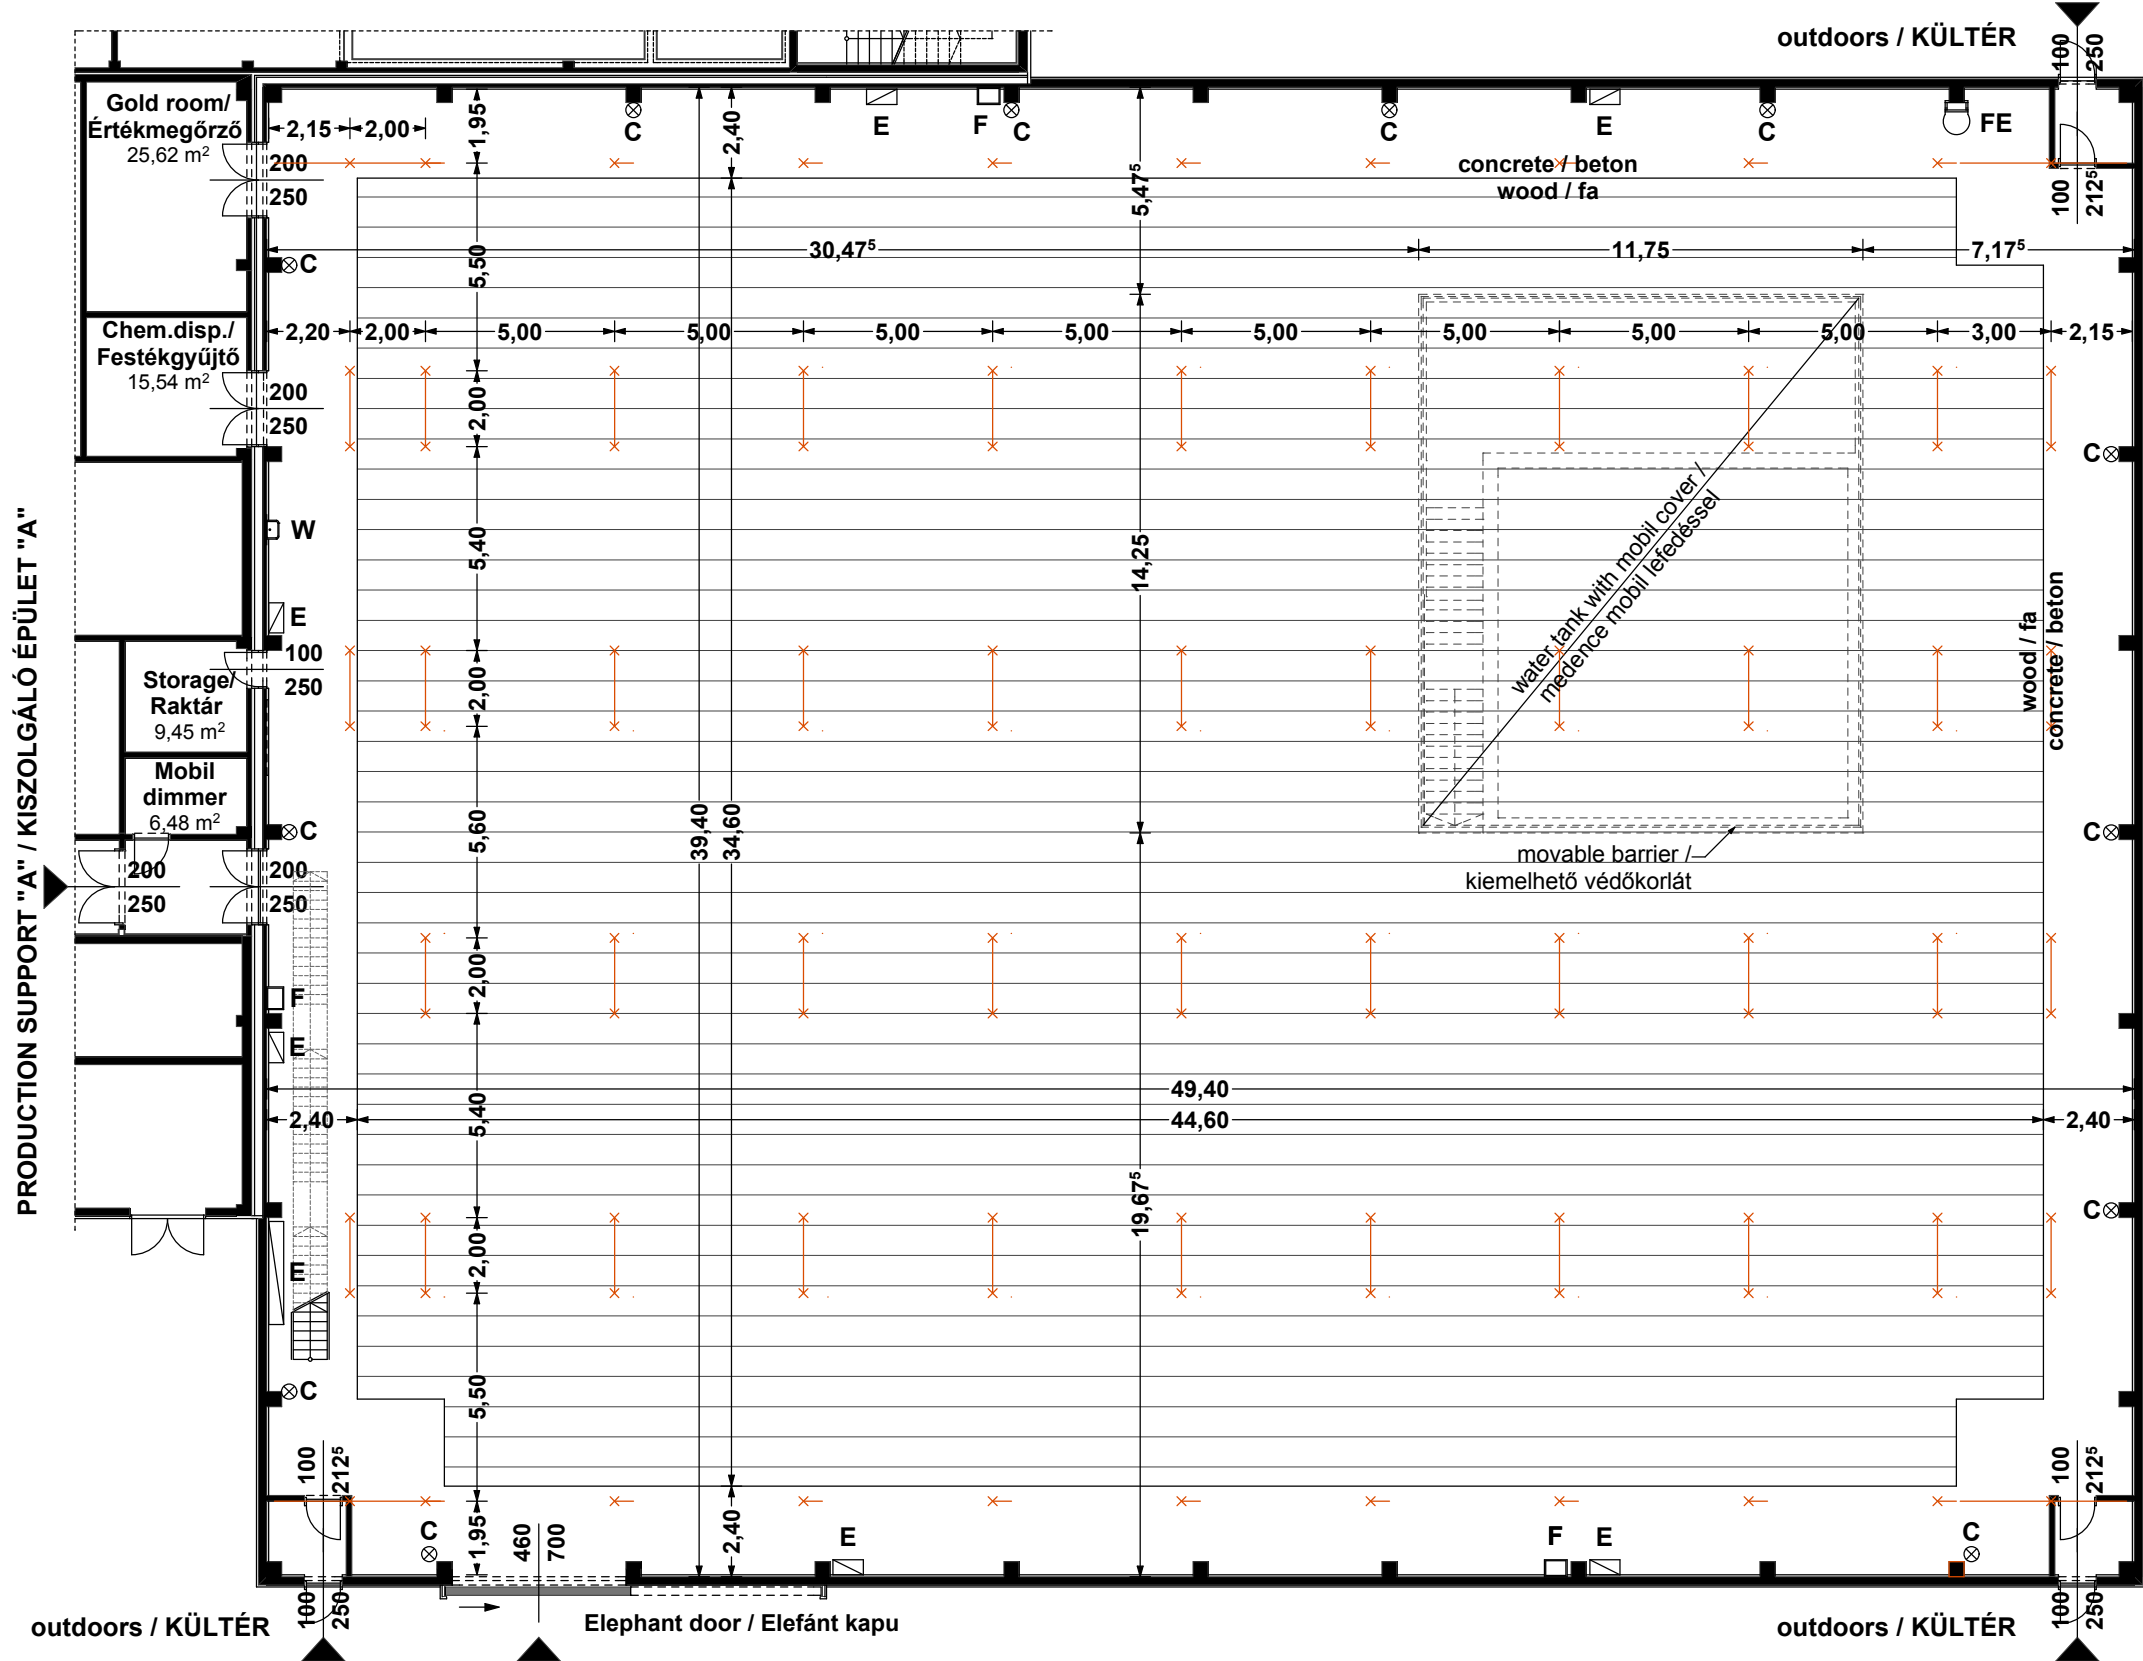 outdoors / KÜLTÉR
100
250
Gold room/
Értékmegőrző
25,62 m²
2,15
2,00
1,95
2,40
C
E
F
C
C
E
C
FE
200
250
concrete / beton
wood / fa
5,47⁵
100
212⁵
C
5,50
30,47⁵
11,75
7,17⁵
Chem.disp./
Festékgyűjtő
15,54 m²
2,20
2,00
5,00
5,00
5,00
5,00
5,00
5,00
5,00
5,00
3,00
2,15
200
250
2,00
C
W
5,40
14,25
water tank with mobil cover /
medence mobil lefedéssel
E
wood / fa
concrete / beton
100
250
Storage/
Raktár
9,45 m²
2,00
Mobil
dimmer
6,48 m²
C
5,60
39,40
34,60
C
movable barrier /
kiemelhető védőkorlát
200
250
200
250
PRODUCTION SUPPORT "A" / KISZOLGÁLÓ ÉPÜLET "A"
F
2,00
E
49,40
2,40
5,40
44,60
2,40
19,67⁵
C
E
2,00
C
5,50
100
212⁵
100
212⁵
C
1,95
460
700
2,40
E
F
E
C
100
250
Elephant door / Elefánt kapu
100
250
outdoors / KÜLTÉR
outdoors / KÜLTÉR